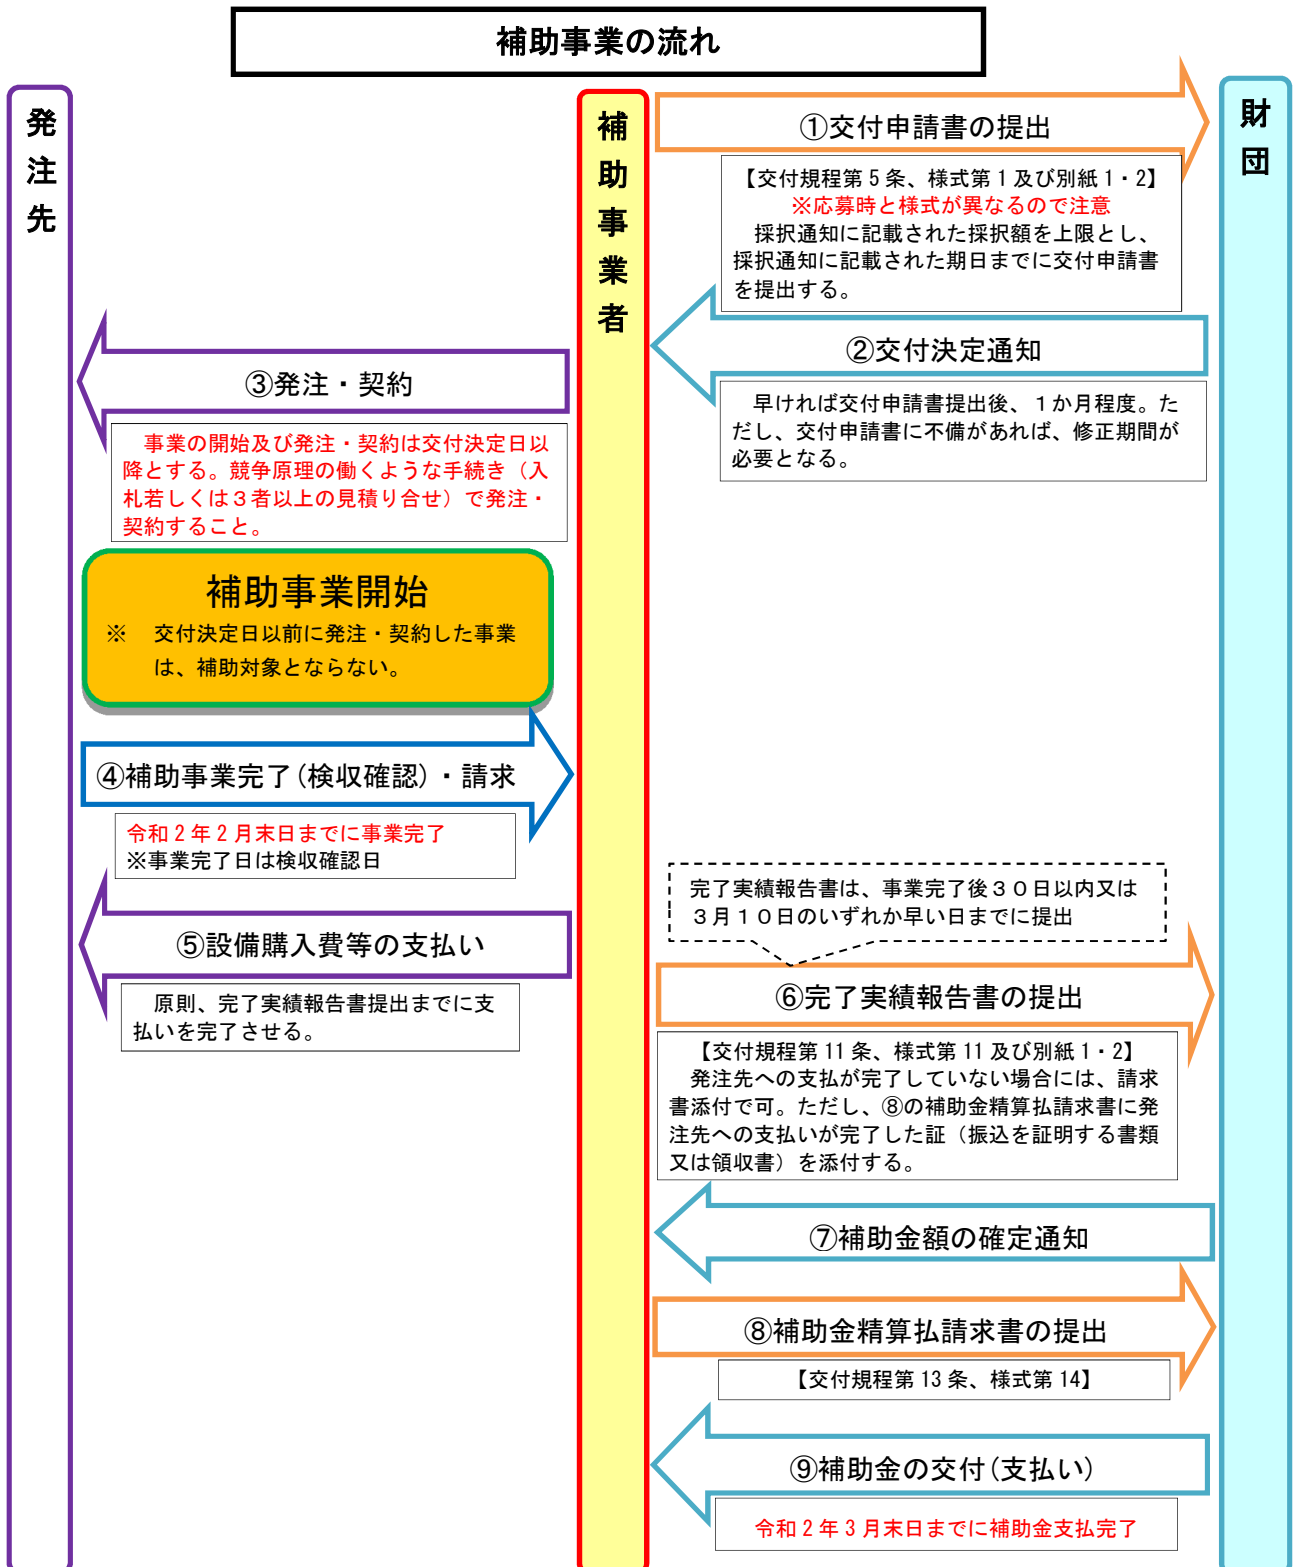 補助事業の流れ
発注先
補助事業者
財団
①交付申請書の提出
【交付規程第5条、様式第1及び別紙1・2】
※応募時と様式が異なるので注意
採択通知に記載された採択額を上限とし、
採択通知に記載された期日までに交付申請書
を提出する。
②交付決定通知
早ければ交付申請書提出後、１か月程度。た
だし、交付申請書に不備があれば、修正期間が
必要となる。
③発注・契約
事業の開始及び発注・契約は交付決定日以
降とする。競争原理の働くような手続き（入
札若しくは３者以上の見積り合せ）で発注・
契約すること。
補助事業開始
※　交付決定日以前に発注・契約した事業
は、補助対象とならない。
④補助事業完了(検収確認)・請求
令和2年2月末日までに事業完了
※事業完了日は検収確認日
⑤設備購入費等の支払い
原則、完了実績報告書提出までに支
払いを完了させる。
完了実績報告書は、事業完了後３０日以内又は
３月１０日のいずれか早い日までに提出
⑥完了実績報告書の提出
【交付規程第11条、様式第11及び別紙1・2】
発注先への支払が完了していない場合には、請求
書添付で可。ただし、⑧の補助金精算払請求書に発
注先への支払いが完了した証（振込を証明する書類
又は領収書）を添付する。
⑦補助金額の確定通知
⑧補助金精算払請求書の提出
【交付規程第13条、様式第14】
⑨補助金の交付(支払い)
令和2年3月末日までに補助金支払完了